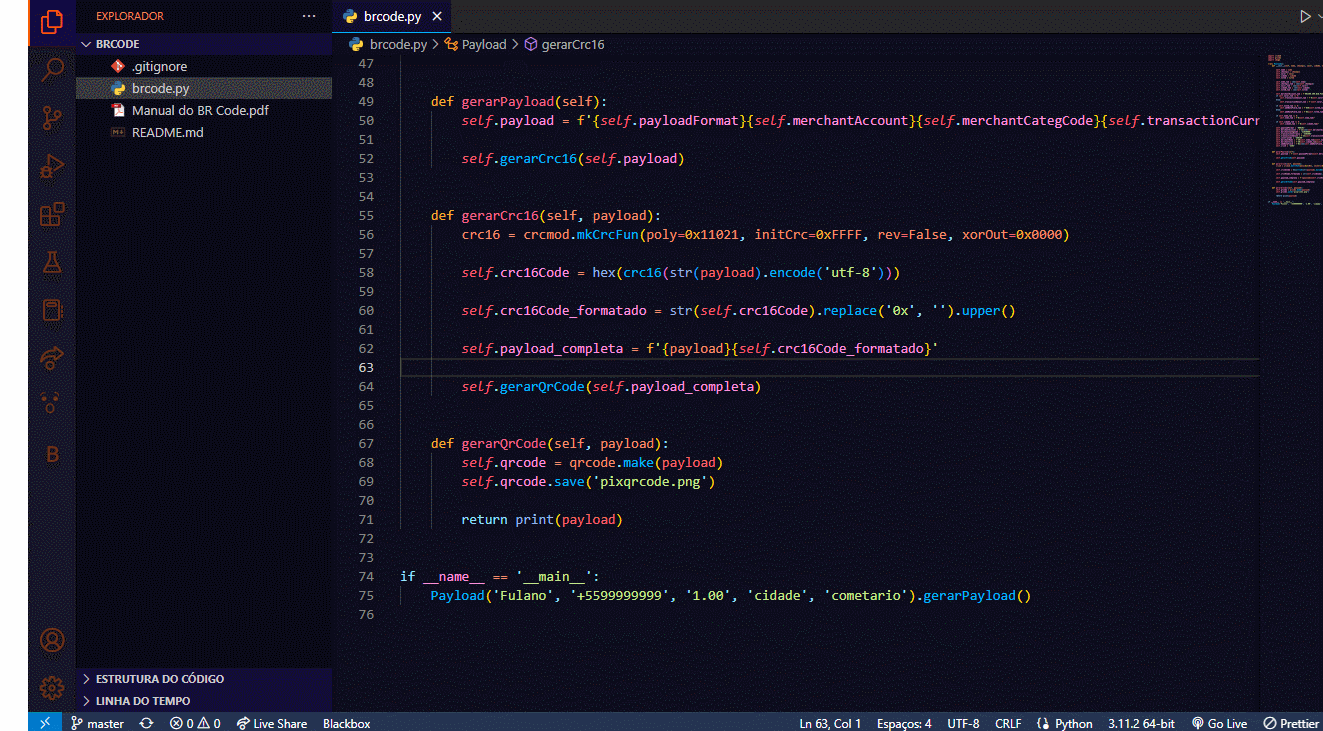 EXPLORADOR
···
brcode.py
BRCODE
brcode.py > Payload > gerarCrc16
.gitignore
brcode.py
Manual do BR Code.pdf
README.md
47
48
49 def gerarPayload(self):
50 self.payload = f'{self.payloadFormat}{self.merchantAccount}{self.merchantCategCode}{self.transactionCurr
51
52 self.gerarCrc16(self.payload)
53
54
55 def gerarCrc16(self, payload):
56 crc16 = crcmod.mkCrcFun(poly=0x11021, initCrc=0xFFFF, rev=False, xorOut=0x0000)
57
58 self.crc16Code = hex(crc16(str(payload).encode('utf-8')))
59
60 self.crc16Code_formatado = str(self.crc16Code).replace('0x', '').upper()
61
62 self.payload_completa = f'{payload}{self.crc16Code_formatado}'
63
64 self.gerarQrCode(self.payload_completa)
65
66
67 def gerarQrCode(self, payload):
68 self.qrcode = qrcode.make(payload)
69 self.qrcode.save('pixqrcode.png')
70
71 return print(payload)
72
73
74 if __name__ == '__main__':
75 Payload('Fulano', '+5599999999', '1.00', 'cidade', 'cometario').gerarPayload()
76
B
ESTRUTURA DO CÓDIGO
LINHA DO TEMPO
master 0 0 Live Share Blackbox Ln 63, Col 1 Espaços: 4 UTF-8 CRLF Python 3.11.2 64-bit Go Live Prettier